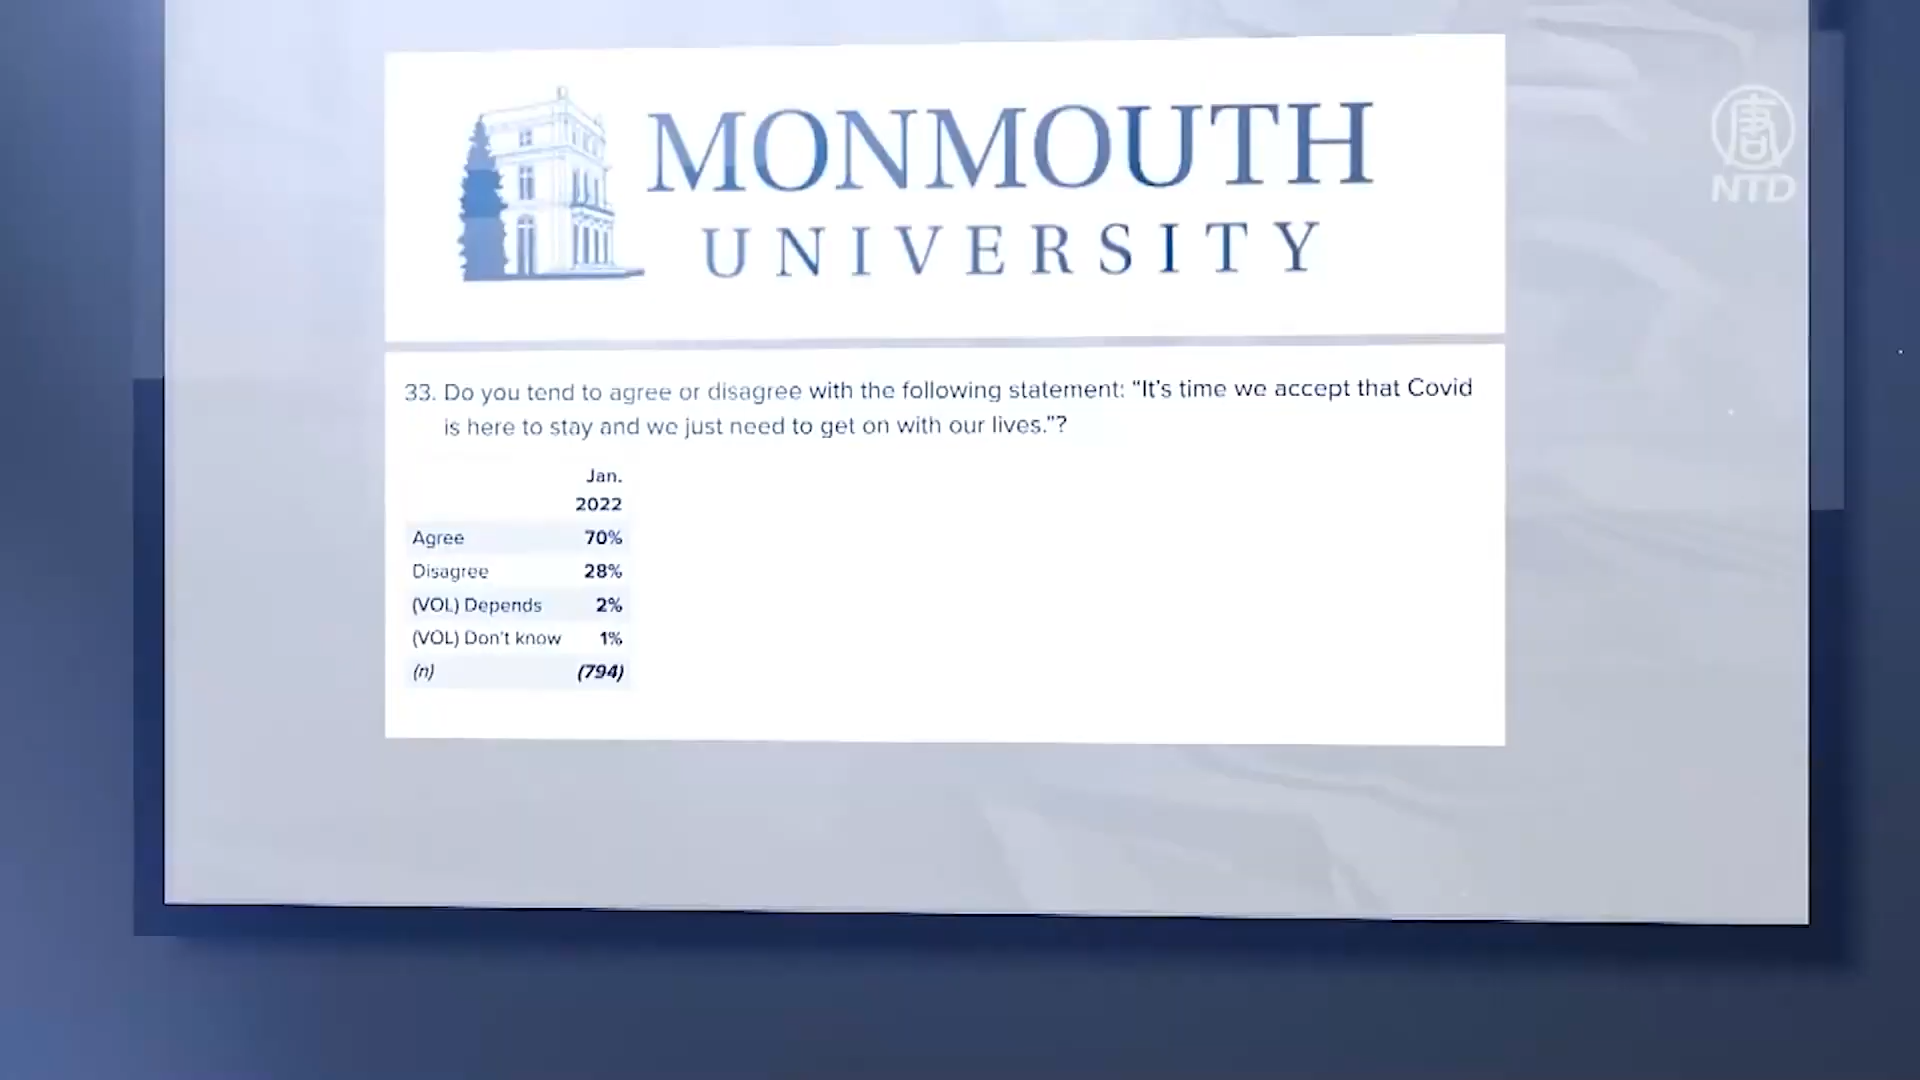 MONMOUTH
UNIVERSITY
唐
NTD
33. Do you tend to agree or disagree with the following statement: “It's time we accept that Covid
is here to stay and we just need to get on with our lives.”?
Jan.
2022
Agree 70%
Disagree 28%
(VOL) Depends 2%
(VOL) Don't know 1%
(n) (794)